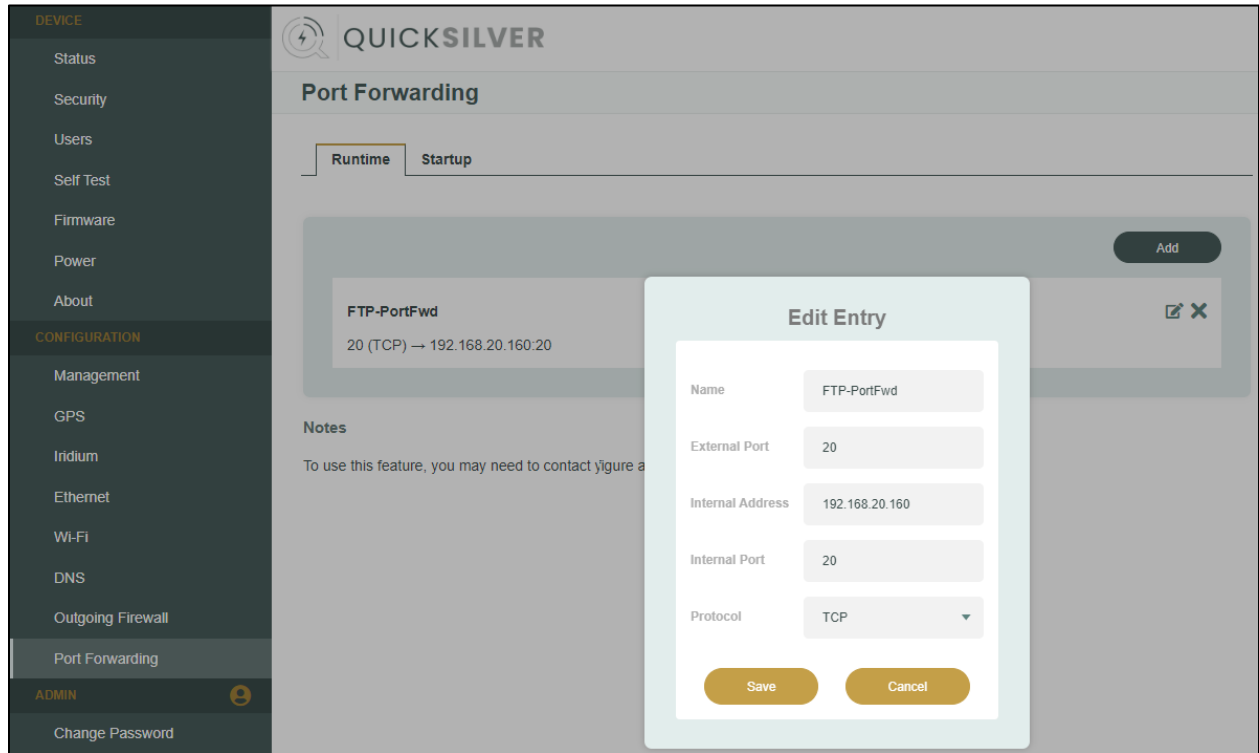 DEVICE
Status
Security
Users
Self Test
Firmware
Power
About
CONFIGURATION
Management
GPS
Iridium
Ethernet
Wi-Fi
DNS
Outgoing Firewall
Port Forwarding
ADMIN
Change Password
QUICKSILVER
Port Forwarding
Runtime Startup
Add
FTP-PortFwd
20 (TCP) → 192.168.20.160:20
Notes
To use this feature, you may need to contact a
Edit Entry
Name FTP-PortFwd
External Port 20
Internal Address 192.168.20.160
Internal Port 20
Protocol TCP
Save Cancel